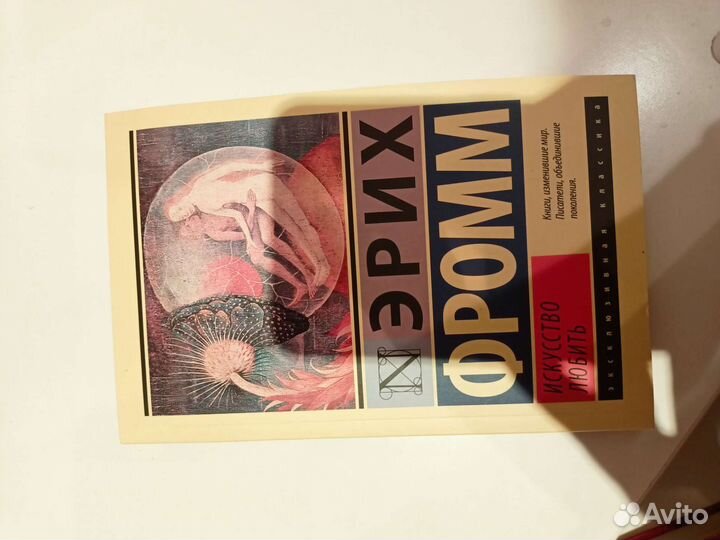 ЭРИХ
ФРОММ
ИСКУССТВО
ЛЮБИТЬ
Книги, изменившие мир.
Писатели, объединившие
поколения.
эксклюзивная классика
Avito